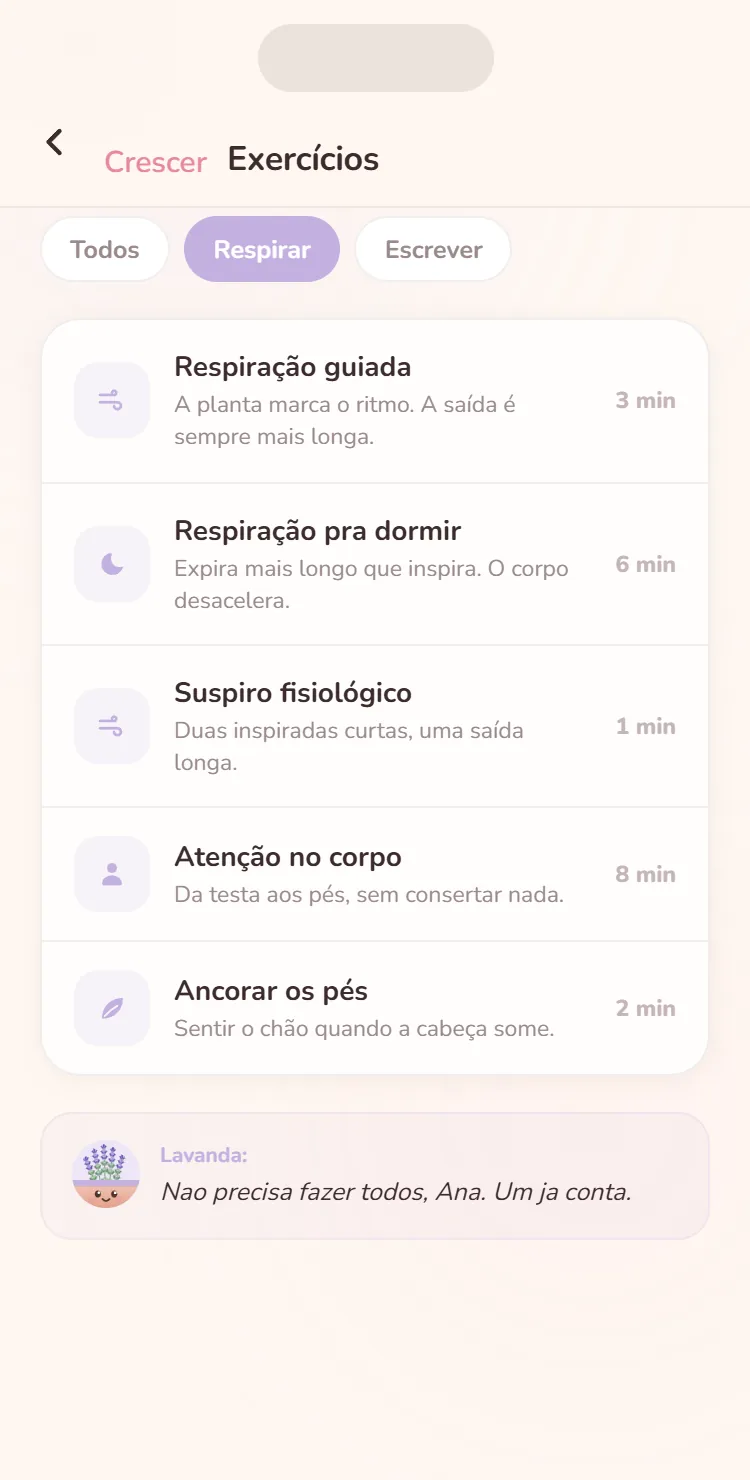 Crescer Exercícios
Todos Respirar Escrever
Respiração guiada
A planta marca o ritmo. A saída é
sempre mais longa.
3 min
Respiração pra dormir
Expira mais longo que inspira. O corpo
desacelera.
6 min
Suspiro fisiológico
Duas inspiradas curtas, uma saída
longa.
1 min
Atenção no corpo
Da testa aos pés, sem consertar nada.
8 min
Ancorar os pés
Sentir o chão quando a cabeça some.
2 min
Lavanda:
Nao precisa fazer todos, Ana. Um ja conta.